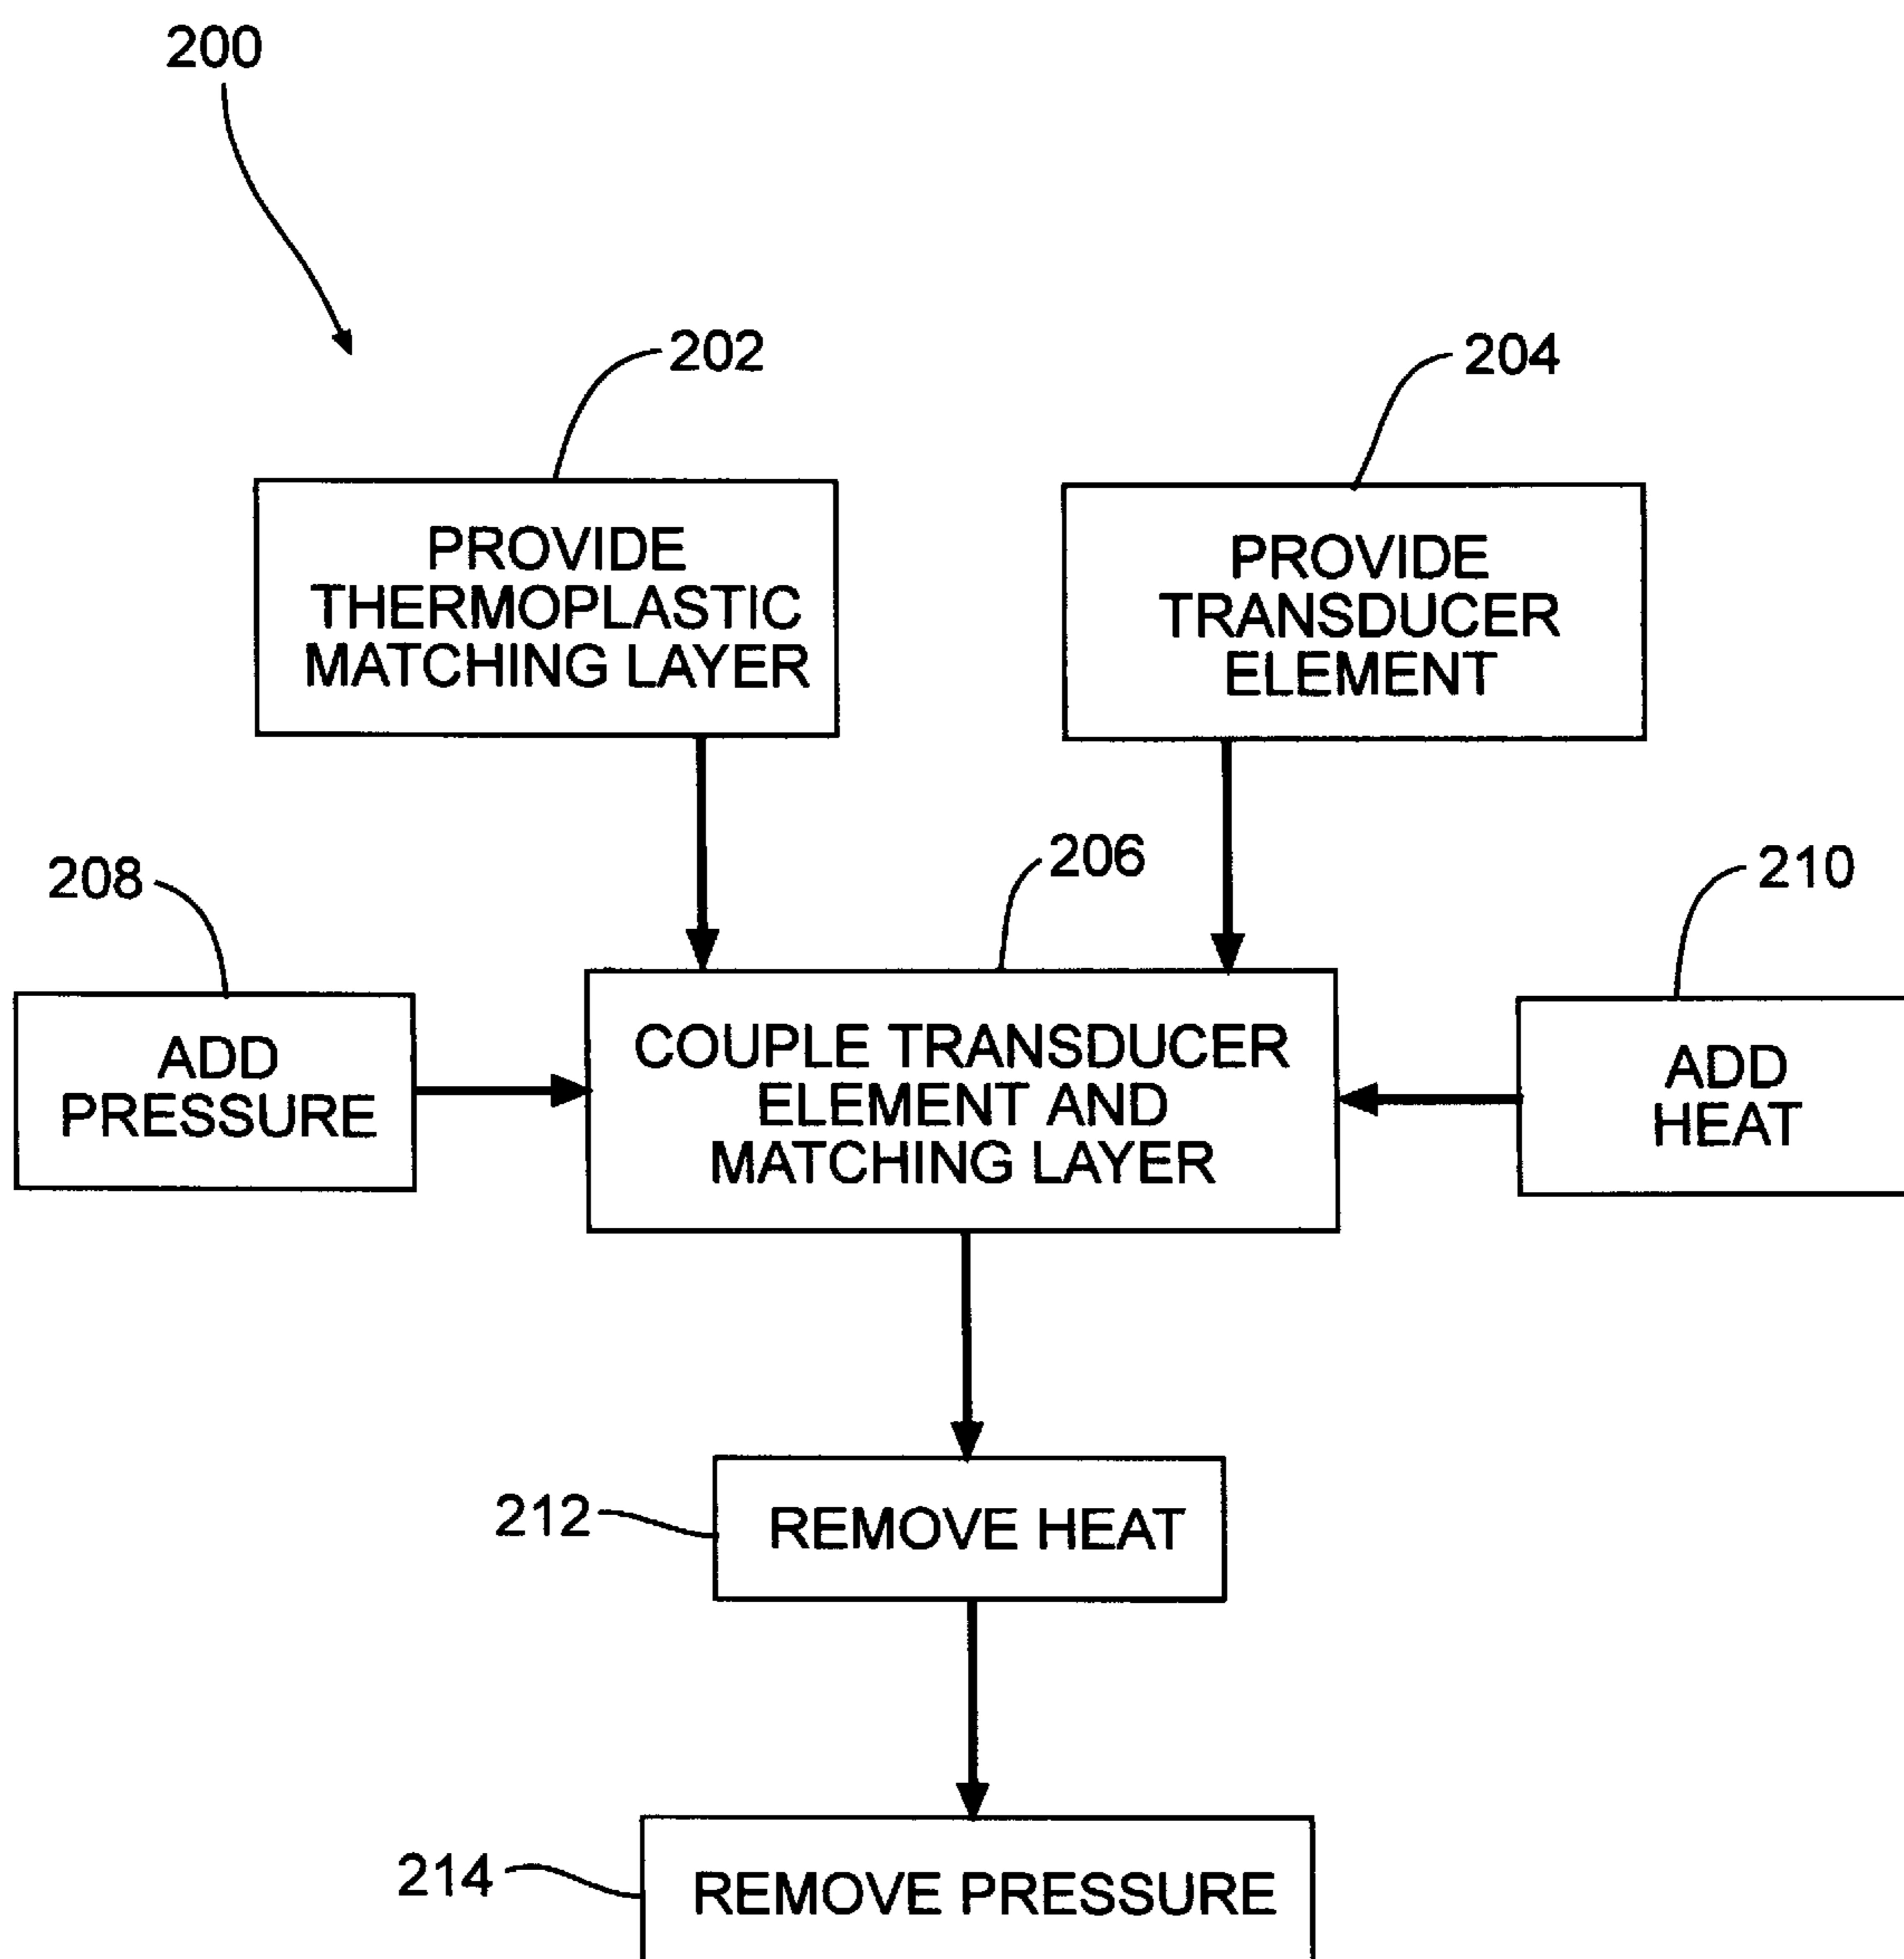 200
202
204
PROVIDE
THERMOPLASTIC
MATCHING LAYER
PROVIDE
TRANSDUCER
ELEMENT
208
206
210
ADD
PRESSURE
COUPLE TRANSDUCER
ELEMENT AND
MATCHING LAYER
ADD
HEAT
212
REMOVE HEAT
214
REMOVE PRESSURE